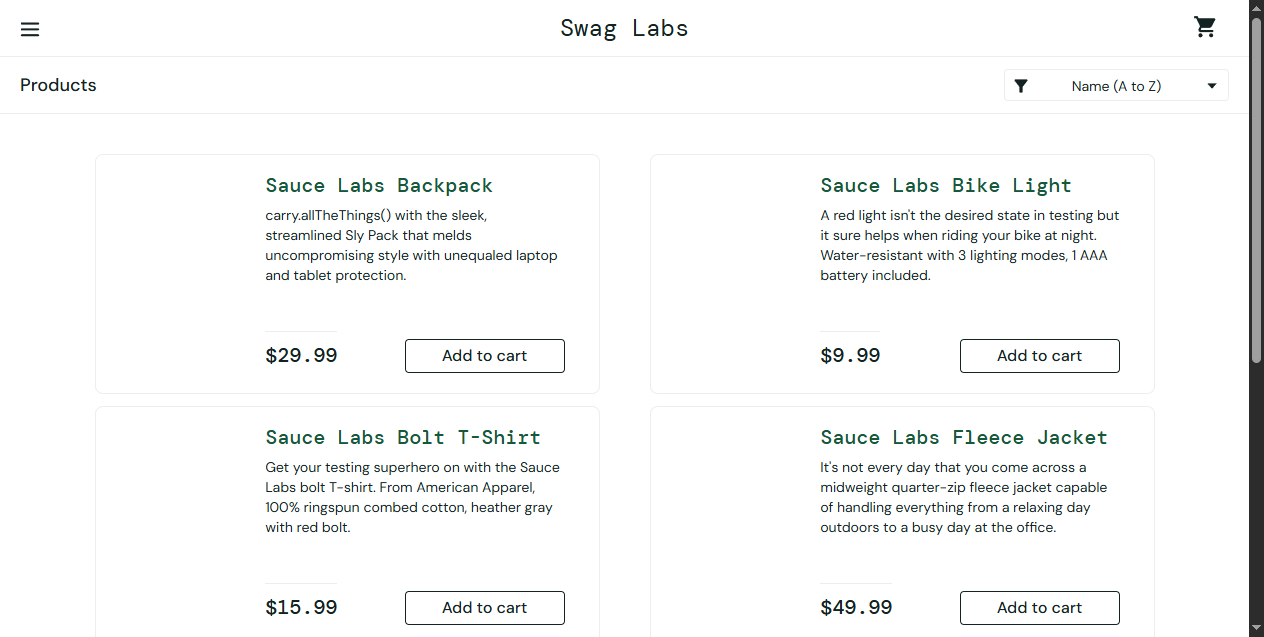 Swag Labs
Products
Name (A to Z)
Sauce Labs Backpack
carry.allTheThings() with the sleek,
streamlined Sly Pack that melds
uncompromising style with unequaled laptop
and tablet protection.
$29.99
Add to cart
Sauce Labs Bike Light
A red light isn't the desired state in testing but
it sure helps when riding your bike at night.
Water-resistant with 3 lighting modes, 1 AAA
battery included.
$9.99
Add to cart
Sauce Labs Bolt T-Shirt
Get your testing superhero on with the Sauce
Labs bolt T-shirt. From American Apparel,
100% ringspun combed cotton, heather gray
with red bolt.
$15.99
Add to cart
Sauce Labs Fleece Jacket
It's not every day that you come across a
midweight quarter-zip fleece jacket capable
of handling everything from a relaxing day
outdoors to a busy day at the office.
$49.99
Add to cart